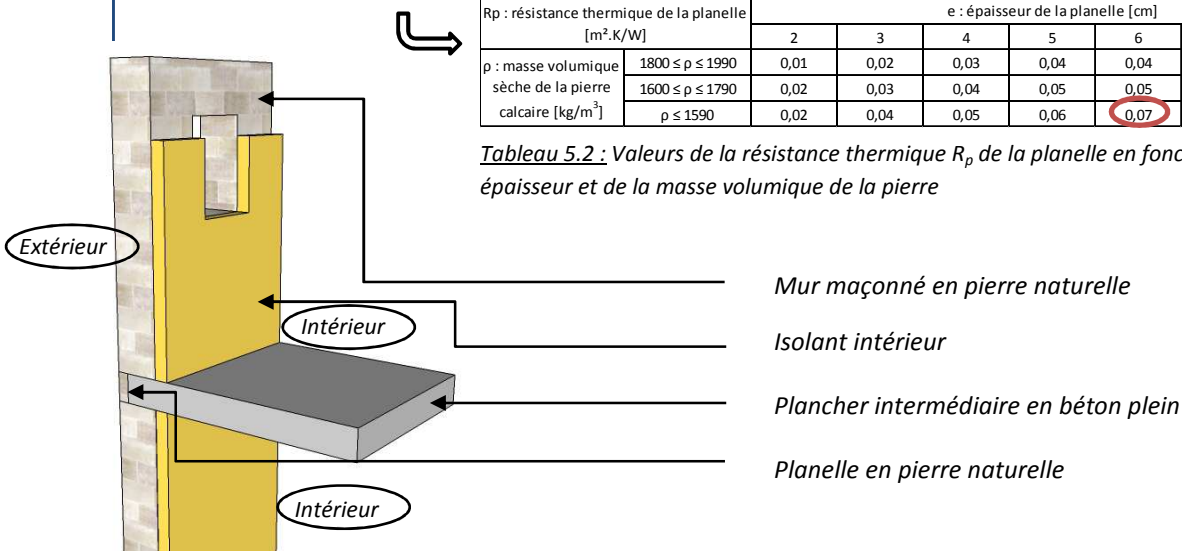 Rp : résistance thermique de la planelle [m².K/W] e : épaisseur de la planelle [cm]
2 3 4 5 6
ρ : masse volumique sèche de la pierre calcaire [kg/m³]
1800 ≤ ρ ≤ 1990 0,01 0,02 0,03 0,04 0,04
1600 ≤ ρ ≤ 1790 0,02 0,03 0,04 0,05 0,05
ρ ≤ 1590 0,02 0,04 0,05 0,06 0,07
Tableau 5.2 : Valeurs de la résistance thermique Rp de la planelle en fonc
épaisseur et de la masse volumique de la pierre
Extérieur
Mur maçonné en pierre naturelle
Intérieur
Isolant intérieur
Plancher intermédiaire en béton plein
Planelle en pierre naturelle
Intérieur